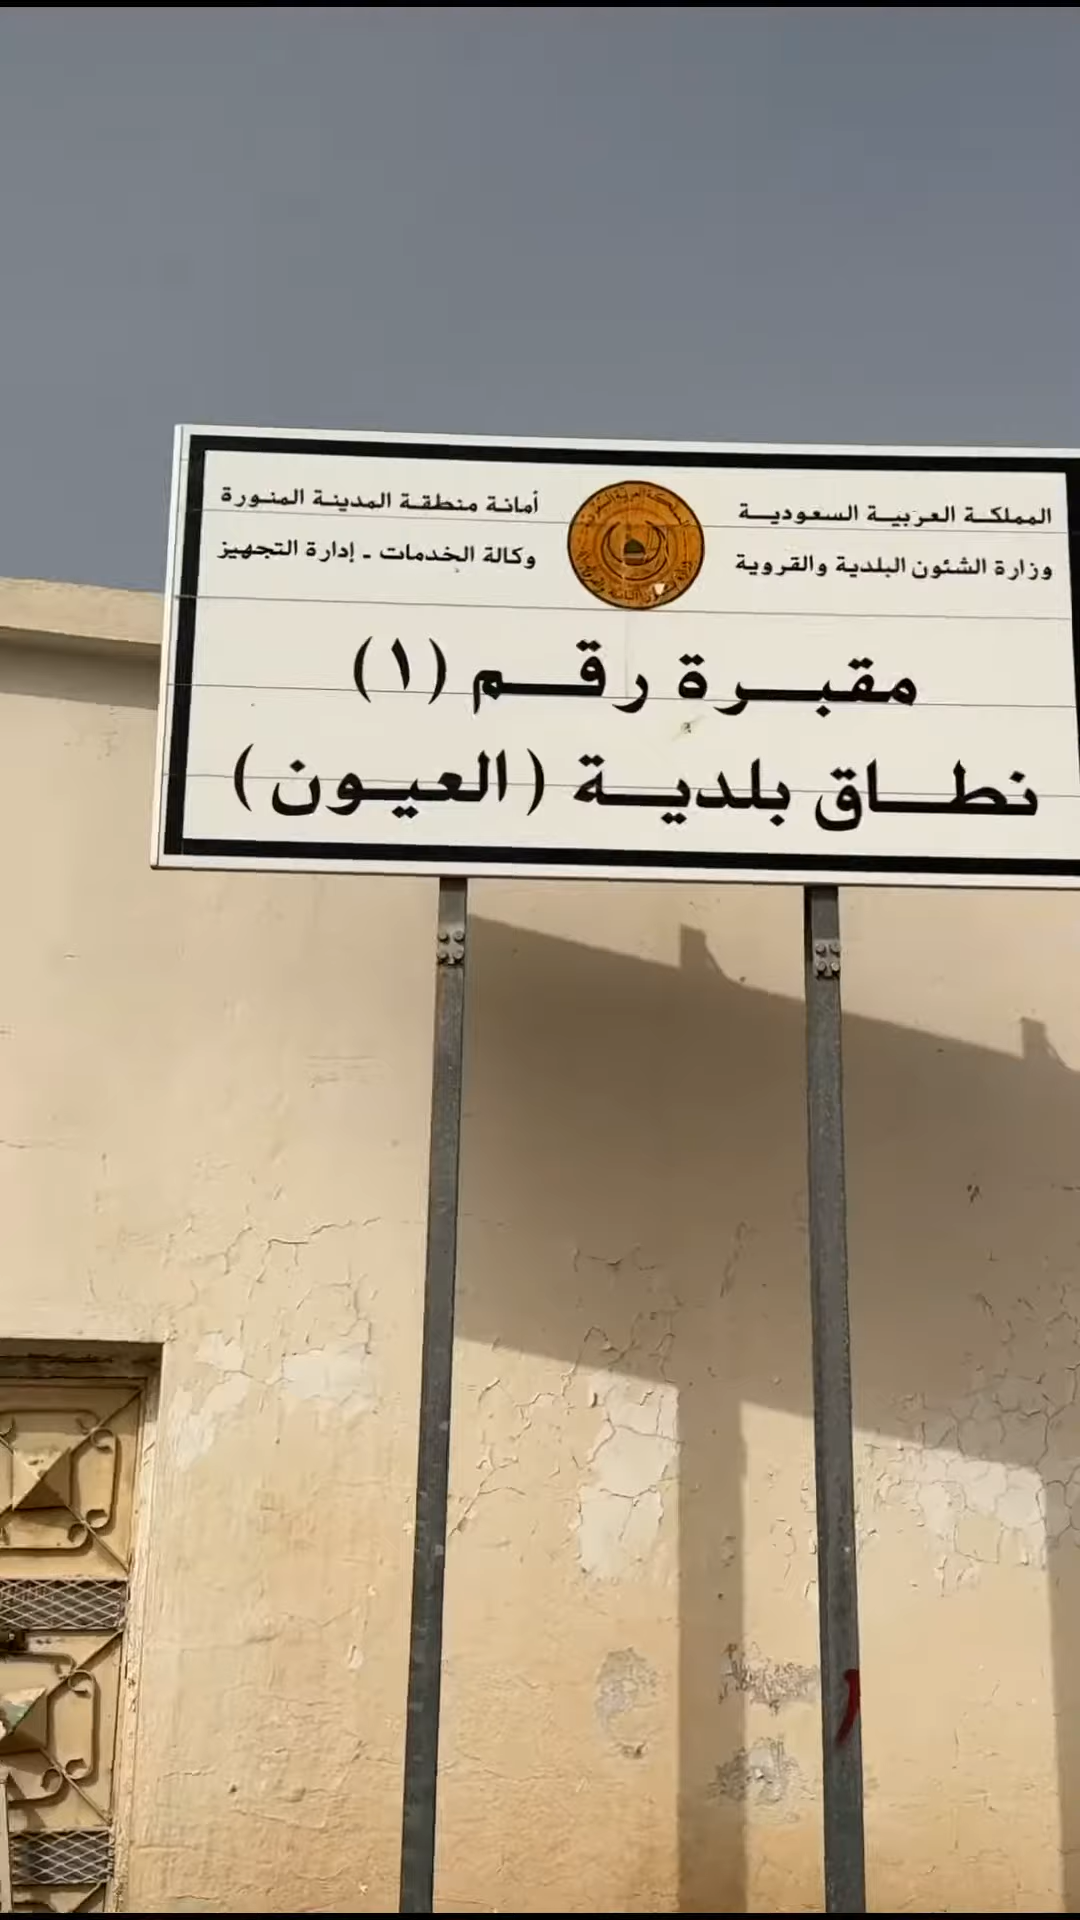 المملكة العربية السعودية
وزارة الشئون البلدية والقروية
أمانة منطقة المدينة المنورة
وكالة الخدمات - إدارة التجهيز
مقبرة رقم (١)
نطاق بلدية (العيون)